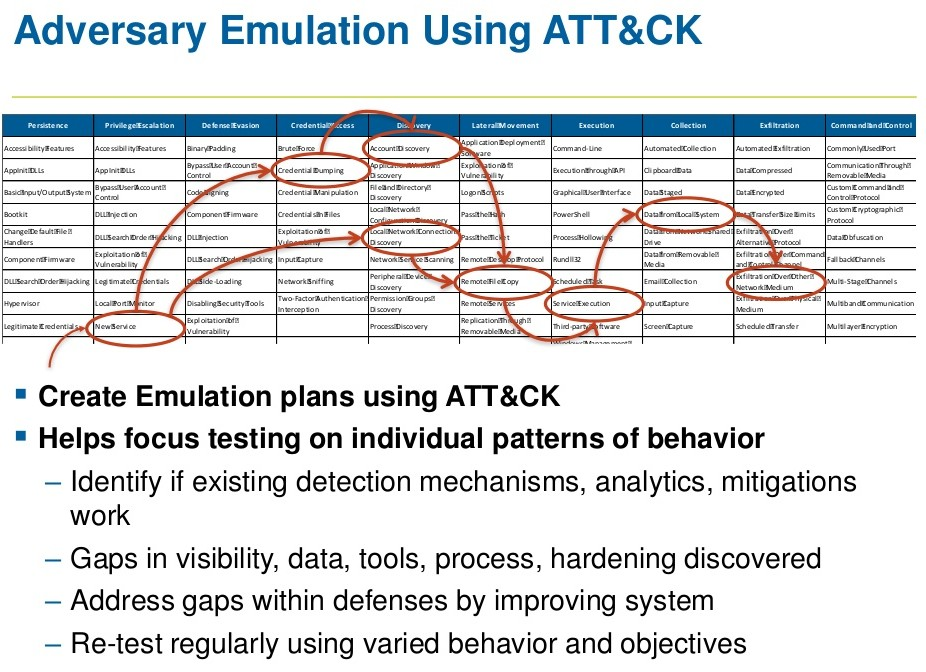 Adversary Emulation Using ATT&CK
Persistence Privilege Escalation Defense Evasion Credential Access Discovery Lateral Movement Execution Collection Exfiltration Command and Control
Accessibility Features Accessibility Features Binary Padding Brute Force Account Discovery Application Deployment Software Command-Line Automated Collection Automated Exfiltration Commonly Used Port
AppInit DLLs AppInit DLLs Bypass User Account Control Credential Dumping Application Window Discovery Exploitation of Vulnerability Execution through API Clipboard Data Data Compressed Communication Through Removable Media
Basic Input/Output System Bypass User Account Control Code Signing Credential Manipulation File and Directory Discovery Logon Scripts Graphical User Interface Data Staged Data Encrypted Custom Command and Control Protocol
Bootkit DLL Injection Component Firmware Credentials in Files Local Network Configuration Discovery Pass the Hash PowerShell Data from Local System Data Transfer Size Limits Custom Cryptographic Protocol
Change Default File Handlers DLL Search Order Hijacking DLL Injection Exploitation of Vulnerability Local Network Connection Discovery Pass the Ticket Process Hollowing Data from Network Shared Drive Exfiltration Over Alternative Protocol Data Obfuscation
Component Firmware Exploitation of Vulnerability DLL Search Order Hijacking Input Capture Network Service Scanning Remote Desktop Protocol Rundll32 Data from Removable Media Exfiltration Over Command and Control Channel Fallback Channels
DLL Search Order Hijacking Legitimate Credentials DLL Side-Loading Network Sniffing Peripheral Device Discovery Remote File Copy Scheduled Task Email Collection Exfiltration Over Other Network Medium Multi-Stage Channels
Hypervisor Local Port Monitor Disabling Security Tools Two-Factor Authentication Interception Permission Groups Discovery Remote Services Service Execution Input Capture Exfiltration Over Physical Medium Multiband Communication
Legitimate Credentials New Service Exploitation of Vulnerability Process Discovery Replication Through Removable Media Third-party Software Screen Capture Scheduled Transfer Multilayer Encryption
Create Emulation plans using ATT&CK
Helps focus testing on individual patterns of behavior
– Identify if existing detection mechanisms, analytics, mitigations
work
– Gaps in visibility, data, tools, process, hardening discovered
– Address gaps within defenses by improving system
– Re-test regularly using varied behavior and objectives